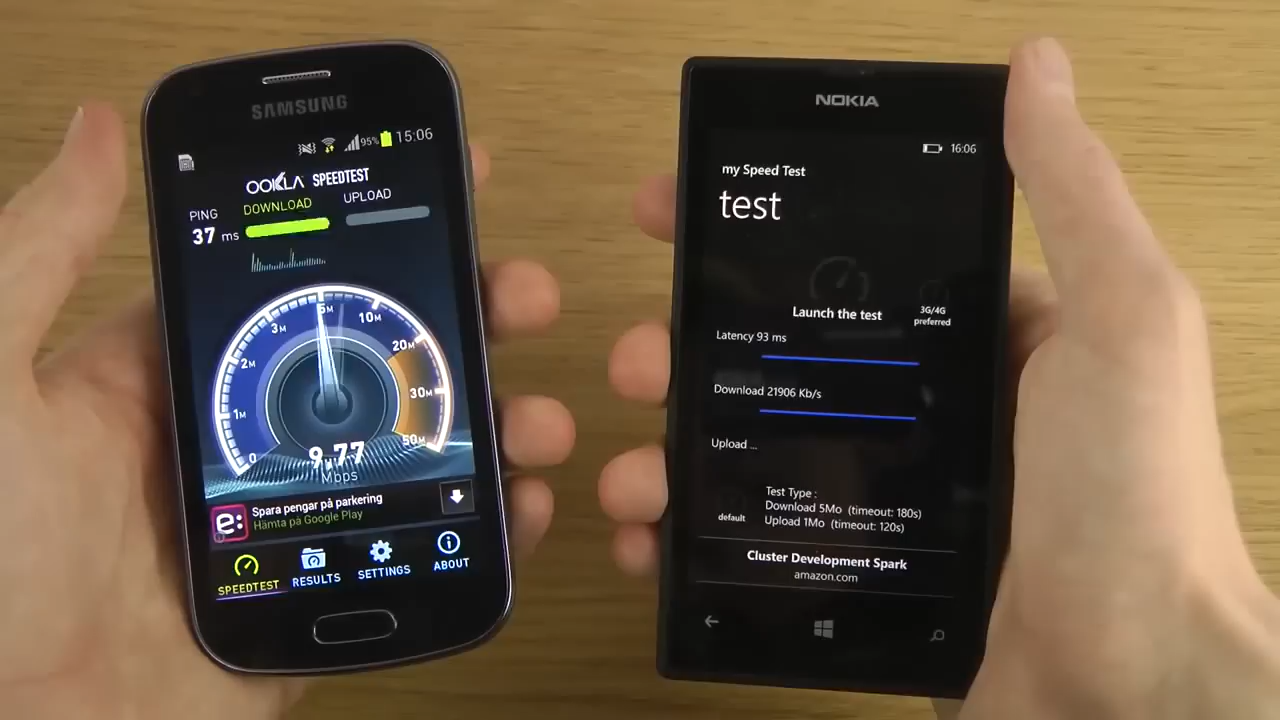 SAMSUNG
95% 15:06
OOKLA SPEEDTEST
PING DOWNLOAD UPLOAD
37 ms
5M
3M 10M
2M 20M
1M 30M
0 50M
9.77
Mbps
Spara pengar på parkering
Hämta på Google Play
e:
SPEEDTEST RESULTS SETTINGS ABOUT
NOKIA
16:06
my Speed Test
test
Launch the test
3G/4G
preferred
Latency 93 ms
Download 21906 Kb/s
Upload ...
Test Type :
Download 5Mo (timeout: 180s)
default
Upload 1Mo (timeout: 120s)
Cluster Development Spark
amazon.com